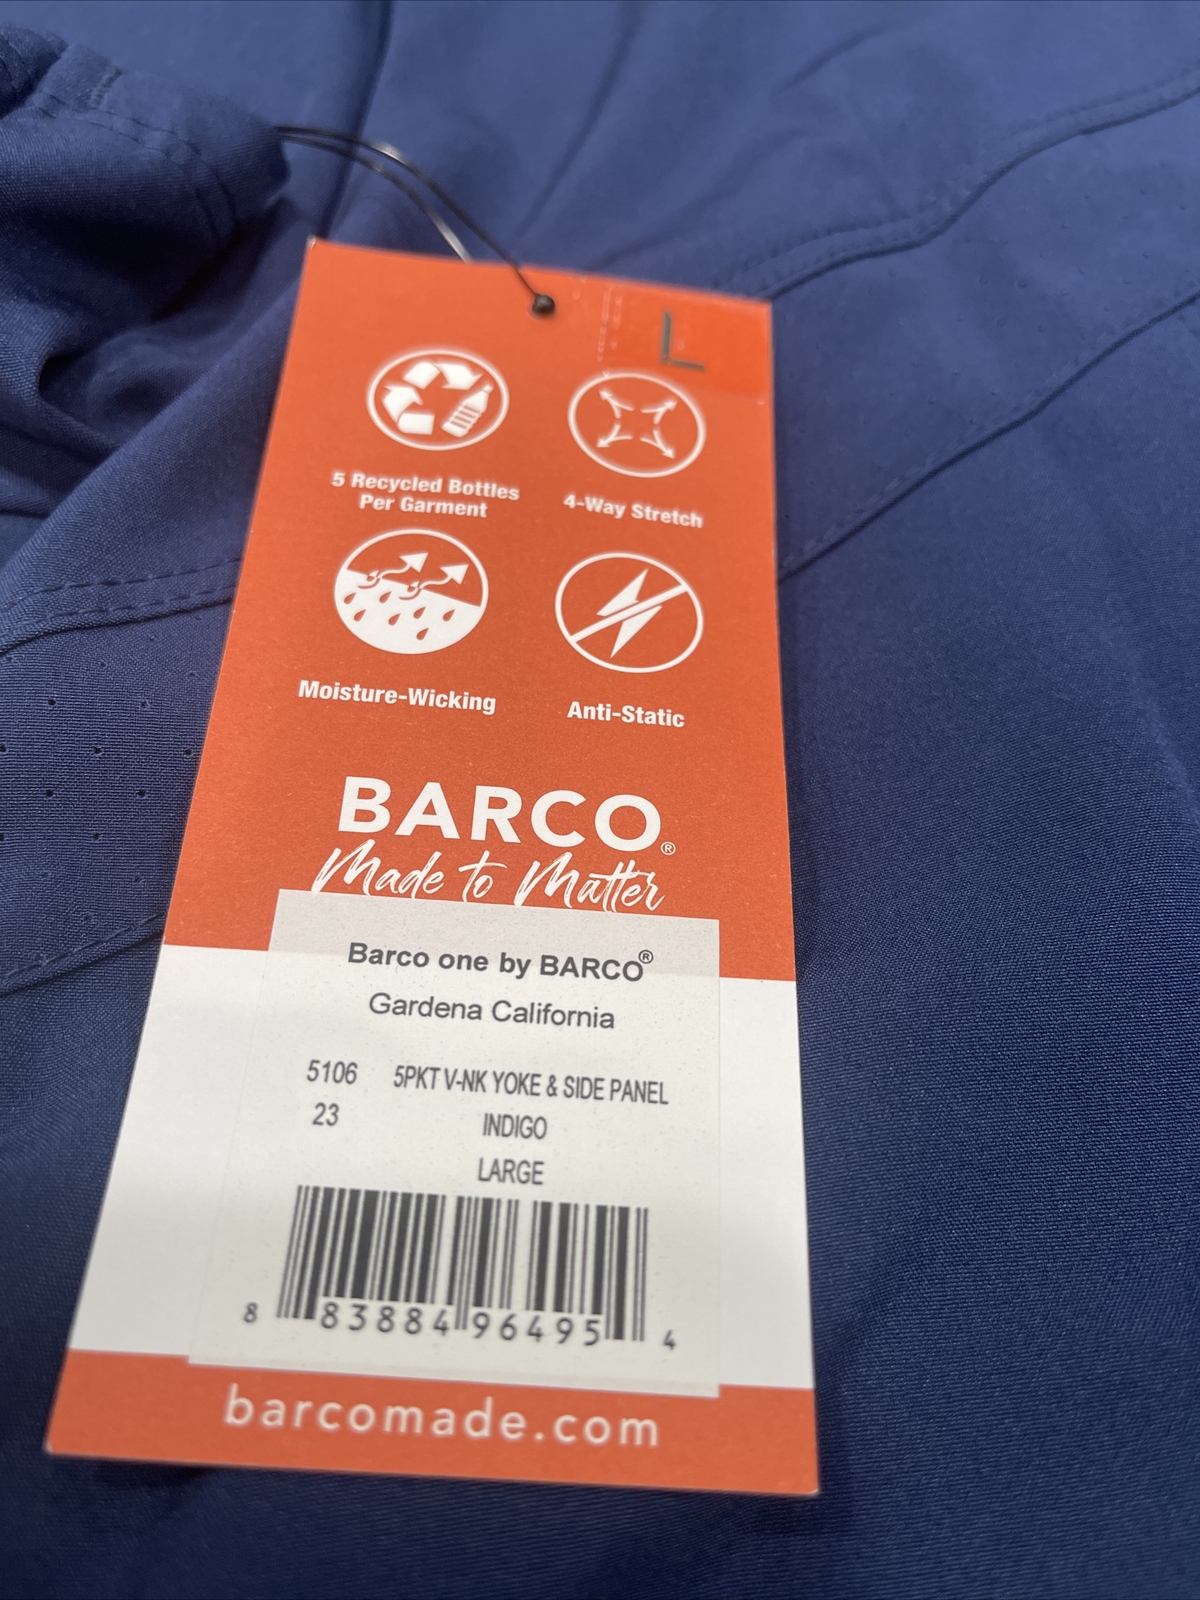 L
5 Recycled Bottles
Per Garment
4-Way Stretch
Moisture-Wicking
Anti-Static
BARCO®
Made to Matter
Barco one by BARCO®
Gardena California
5106 5PKT V-NK YOKE & SIDE PANEL
23 INDIGO
LARGE
8 83884 96495 4
barcomade.com